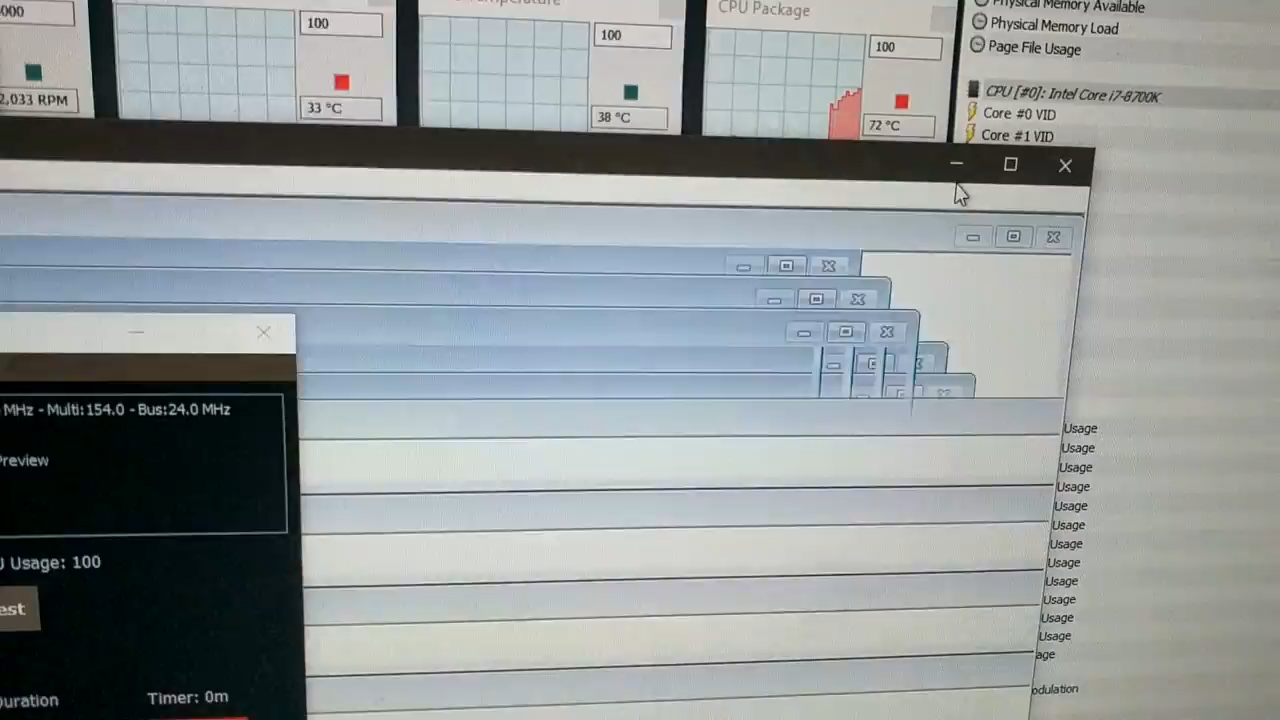 000
100
100
CPU Package
100
Physical Memory Available
Physical Memory Load
Page File Usage
2,033 RPM
33 °C
38 °C
72 °C
CPU [#0]: Intel Core i7-8700K
Core #0 VID
Core #1 VID
MHz - Multi:154.0 - Bus:24.0 MHz
Preview
Usage: 100
est
Duration
Timer: 0m
Usage
Usage
Usage
Usage
Usage
Usage
Usage
Usage
Usage
Usage
Usage
Usage
age
odulation